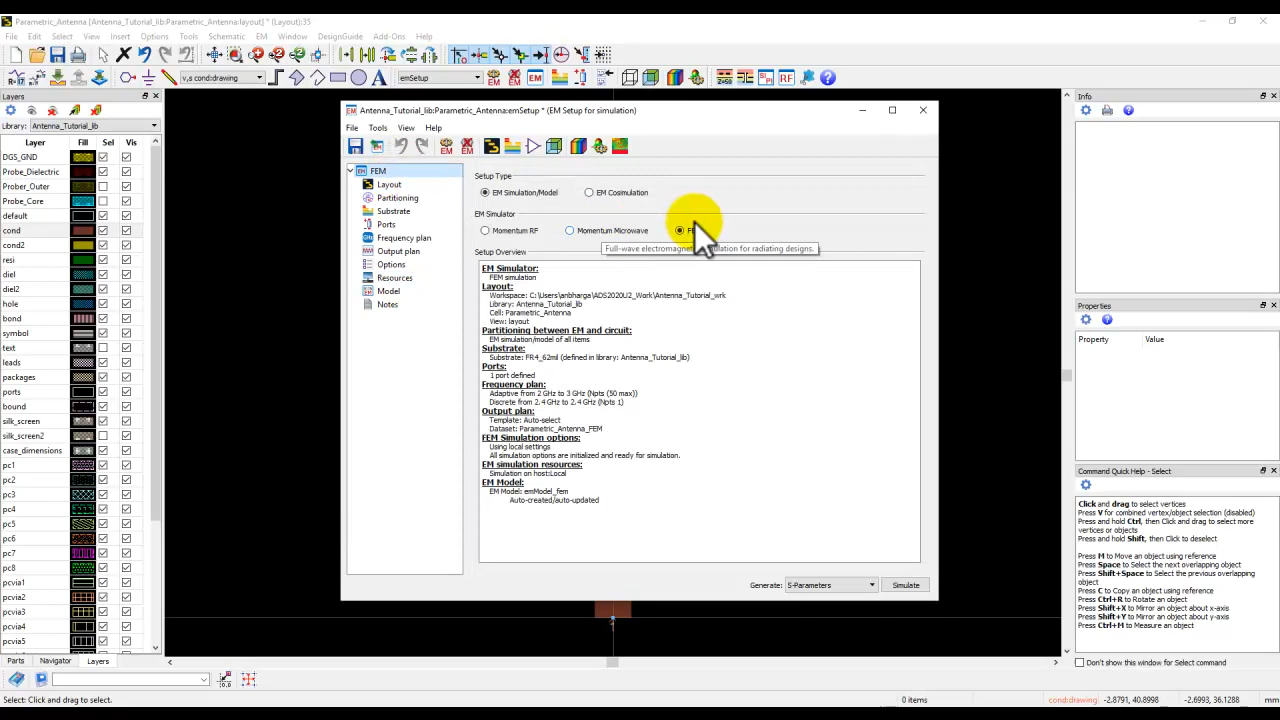 Parametric_Antenna [Antenna_Tutorial_lib:Parametric_Antenna:layout] * (Layout):35
File Edit Select View Insert Options Tools Schematic EM Window DesignGuide Add-Ons Help
v,s cond:drawing
emSetup
EM EM EM
RF
Layers
Library: Antenna_Tutorial_lib
Layer Fill Sel Vis
DGS_GND
Probe_Dielectric
Prober_Outer
Probe_Core
default
cond
cond2
resi
diel
diel2
hole
bond
symbol
text
leads
packages
ports
bound
silk_screen
silk_screen2
case_dimensions
pc1
pc2
pc3
pc4
pc5
pc6
pc7
pc8
pcvia1
pcvia2
pcvia3
pcvia4
pcvia5
Parts Navigator Layers
Select: Click and drag to select.
Antenna_Tutorial_lib:Parametric_Antenna:emSetup * (EM Setup for simulation)
File Tools View Help
EM EM
FEM
Layout
Partitioning
Substrate
Ports
Frequency plan
Output plan
Options
Resources
Model
Notes
Setup Type
EM Simulation/Model EM Cosimulation
EM Simulator
Momentum RF Momentum Microwave
Full-wave electromagnetic simulation for radiating designs.
Setup Overview
EM Simulator:
FEM simulation
Layout:
Workspace: C:\Users\anbharga\ADS2020U2_Work\Antenna_Tutorial_wrk
Library: Antenna_Tutorial_lib
Cell: Parametric_Antenna
View: layout
Partitioning between EM and circuit:
EM simulation/model of all items
Substrate:
Substrate: FR4_62mil (defined in library: Antenna_Tutorial_lib)
Ports:
1 port defined
Frequency plan:
Adaptive from 2 GHz to 3 GHz (Npts (50 max))
Discrete from 2.4 GHz to 2.4 GHz (Npts 1)
Output plan:
Template: Auto-select
Dataset: Parametric_Antenna_FEM
FEM Simulation options:
Using local settings
All simulation options are initialized and ready for simulation.
EM simulation resources:
Simulation on host:Local
EM Model:
EM Model: emModel_fem
Auto-created/auto-updated
Generate: S-Parameters Simulate
Info
Properties
Property Value
Command Quick Help - Select
Click and drag to select vertices
Press V for combined vertex/object selection (disabled)
Press and hold Ctrl, then Click and drag to select more
vertices or objects
Press and hold Shift, then Click to deselect
Press M to Move an object using reference
Press Space to Select the next overlapping object
Press Shift+Space to Select the previous overlapping
object
Press C to Copy an object using reference
Press Ctrl+R to Rotate an object
Press Shift+X to Mirror an object about x-axis
Press Shift+Y to Mirror an object about y-axis
Press Ctrl+M to Measure an object
Don't show this window for Select command
0 items cond:drawing -2.8791, 40.8998 -2.6993, 36.1288 mm